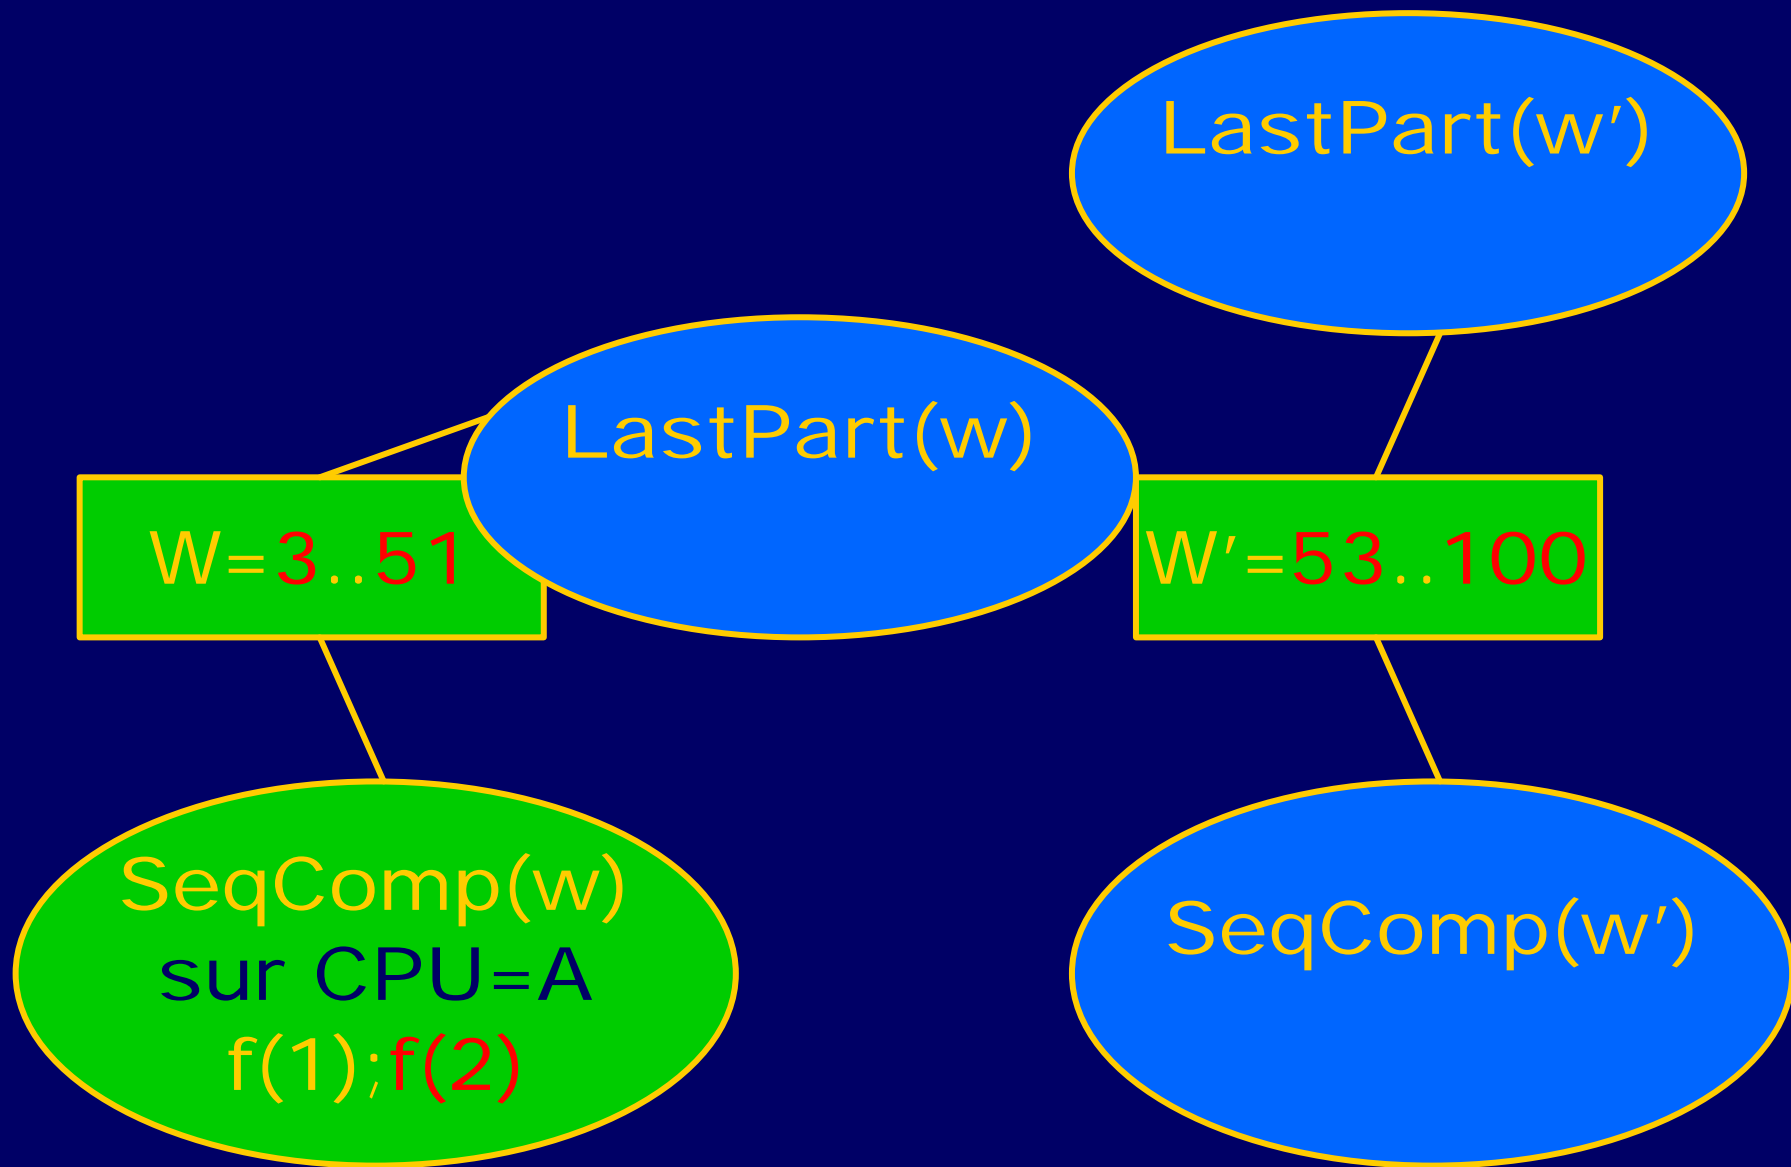 LastPart(w')
LastPart(w)
W=3..51
W'=53..100
SeqComp(w)
sur CPU=A
f(1);f(2)
SeqComp(w')